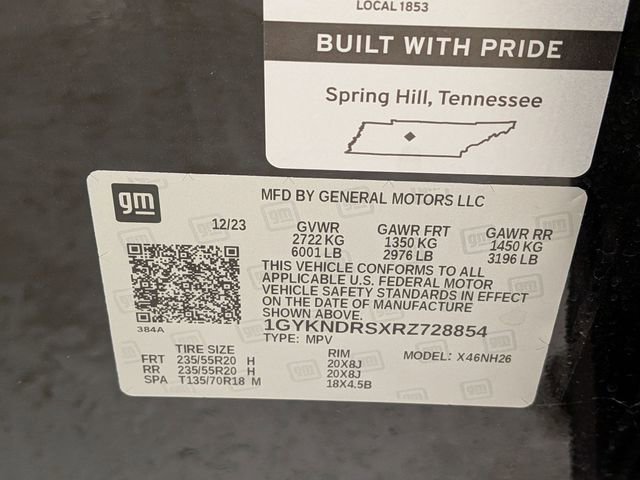 LOCAL 1853
BUILT WITH PRIDE
Spring Hill, Tennessee
gm
MFD BY GENERAL MOTORS LLC
12/23
GVWR GAWR FRT GAWR RR
2722 KG 1350 KG 1450 KG
6001 LB 2976 LB 3196 LB
THIS VEHICLE CONFORMS TO ALL
APPLICABLE U.S. FEDERAL MOTOR
VEHICLE SAFETY STANDARDS IN EFFECT
ON THE DATE OF MANUFACTURE
SHOWN ABOVE.
384A
1GYKNDRSXRZ728854
TYPE: MPV
TIRE SIZE RIM MODEL: X46NH26
FRT 235/55R20 H 20X8J
RR 235/55R20 H 20X8J
SPA T135/70R18 M 18X4.5B